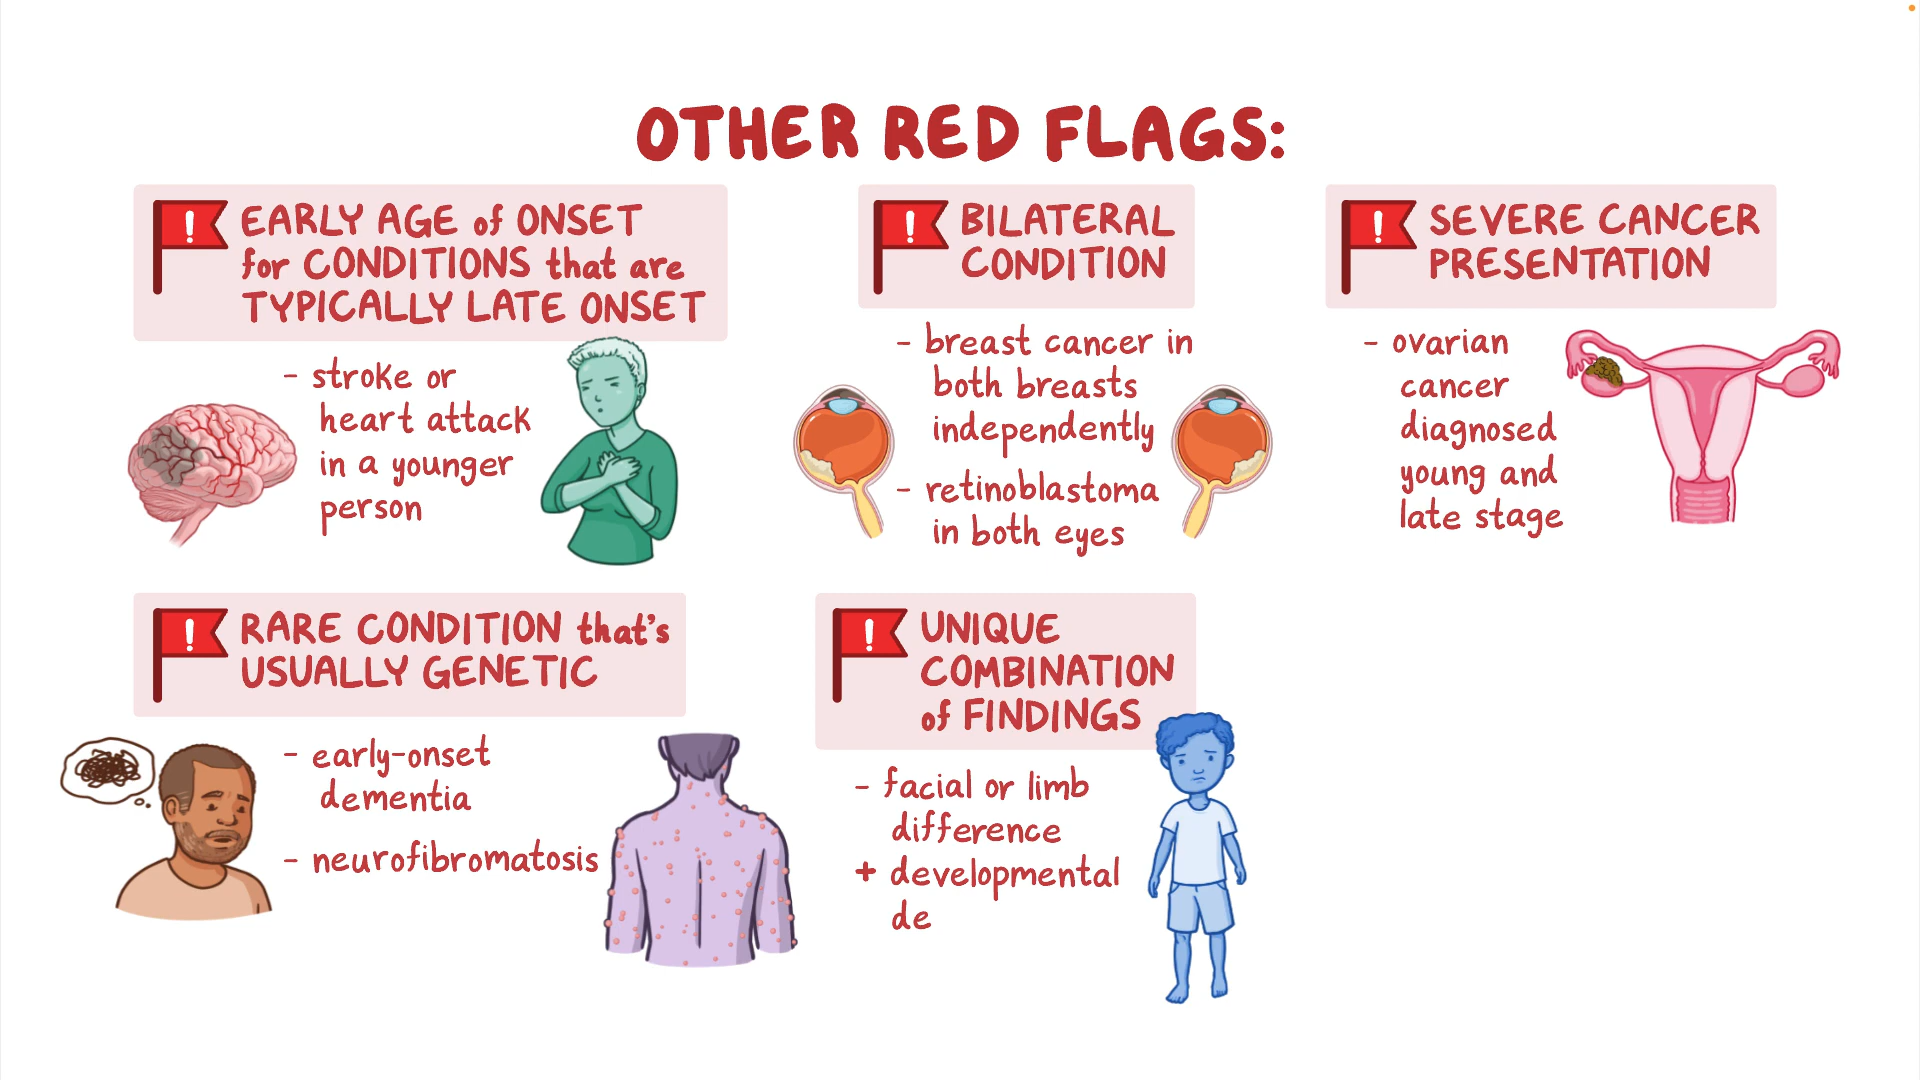 OTHER RED FLAGS:
! EARLY AGE of ONSET
for CONDITIONS that are
TYPICALLY LATE ONSET
- stroke or
heart attack
in a younger
person
! BILATERAL
CONDITION
- breast cancer in
both breasts
independently
- retinoblastoma
in both eyes
! SEVERE CANCER
PRESENTATION
- ovarian
cancer
diagnosed
young and
late stage
! RARE CONDITION that's
USUALLY GENETIC
- early-onset
dementia
- neurofibromatosis
! UNIQUE
COMBINATION
of FINDINGS
- facial or limb
difference
+ developmental
de